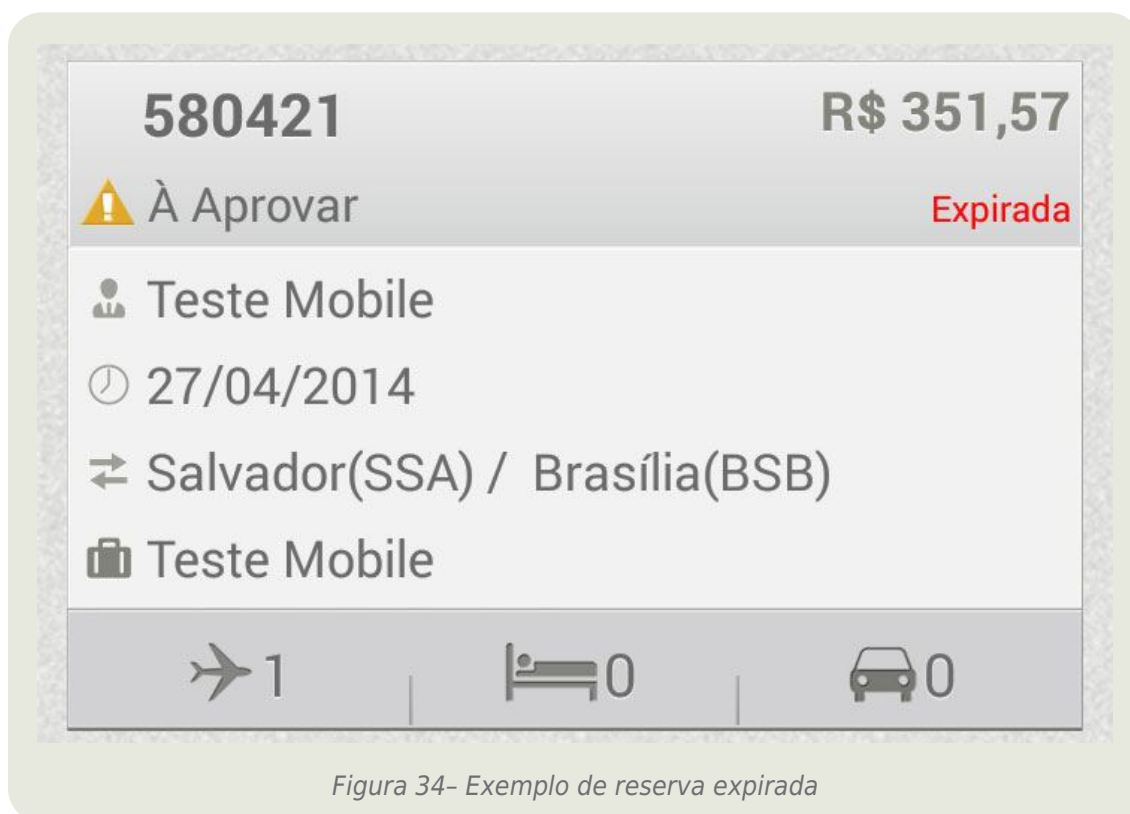 580421 R$ 351,57
À Aprovar Expirada
Teste Mobile
27/04/2014
Salvador(SSA) / Brasília(BSB)
Teste Mobile
1 0 0
Figura 34– Exemplo de reserva expirada